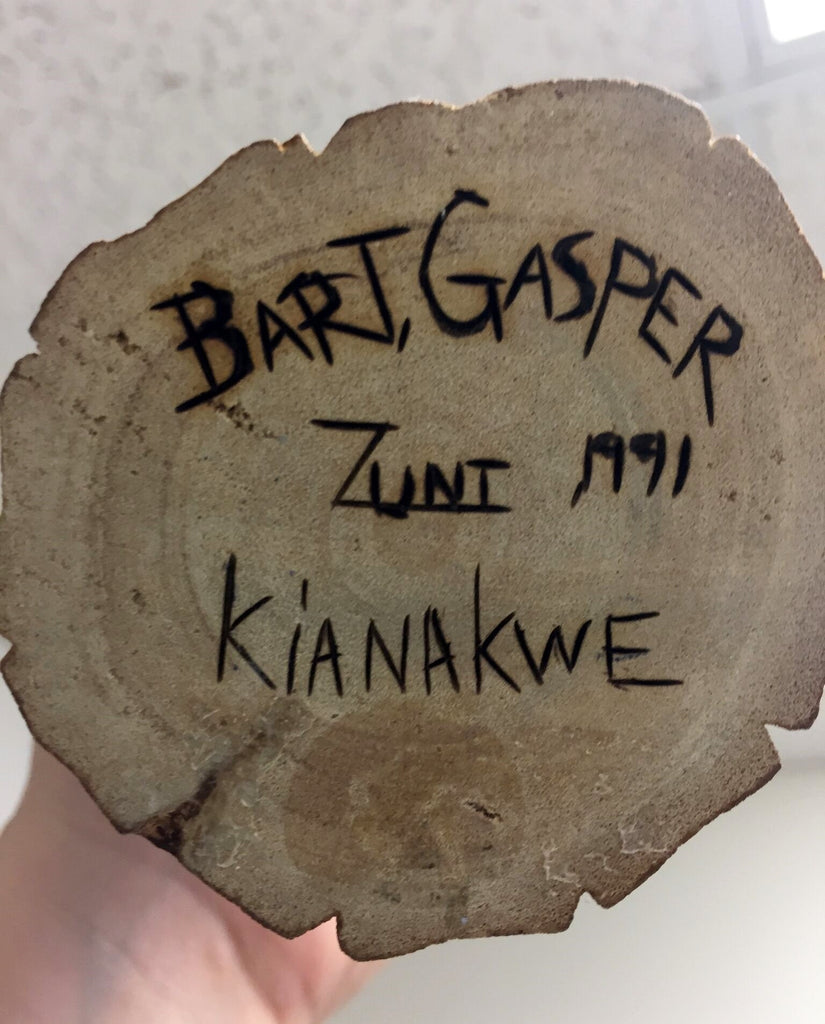 BART, GASPER
ZUNI 1991
KiANAKWE